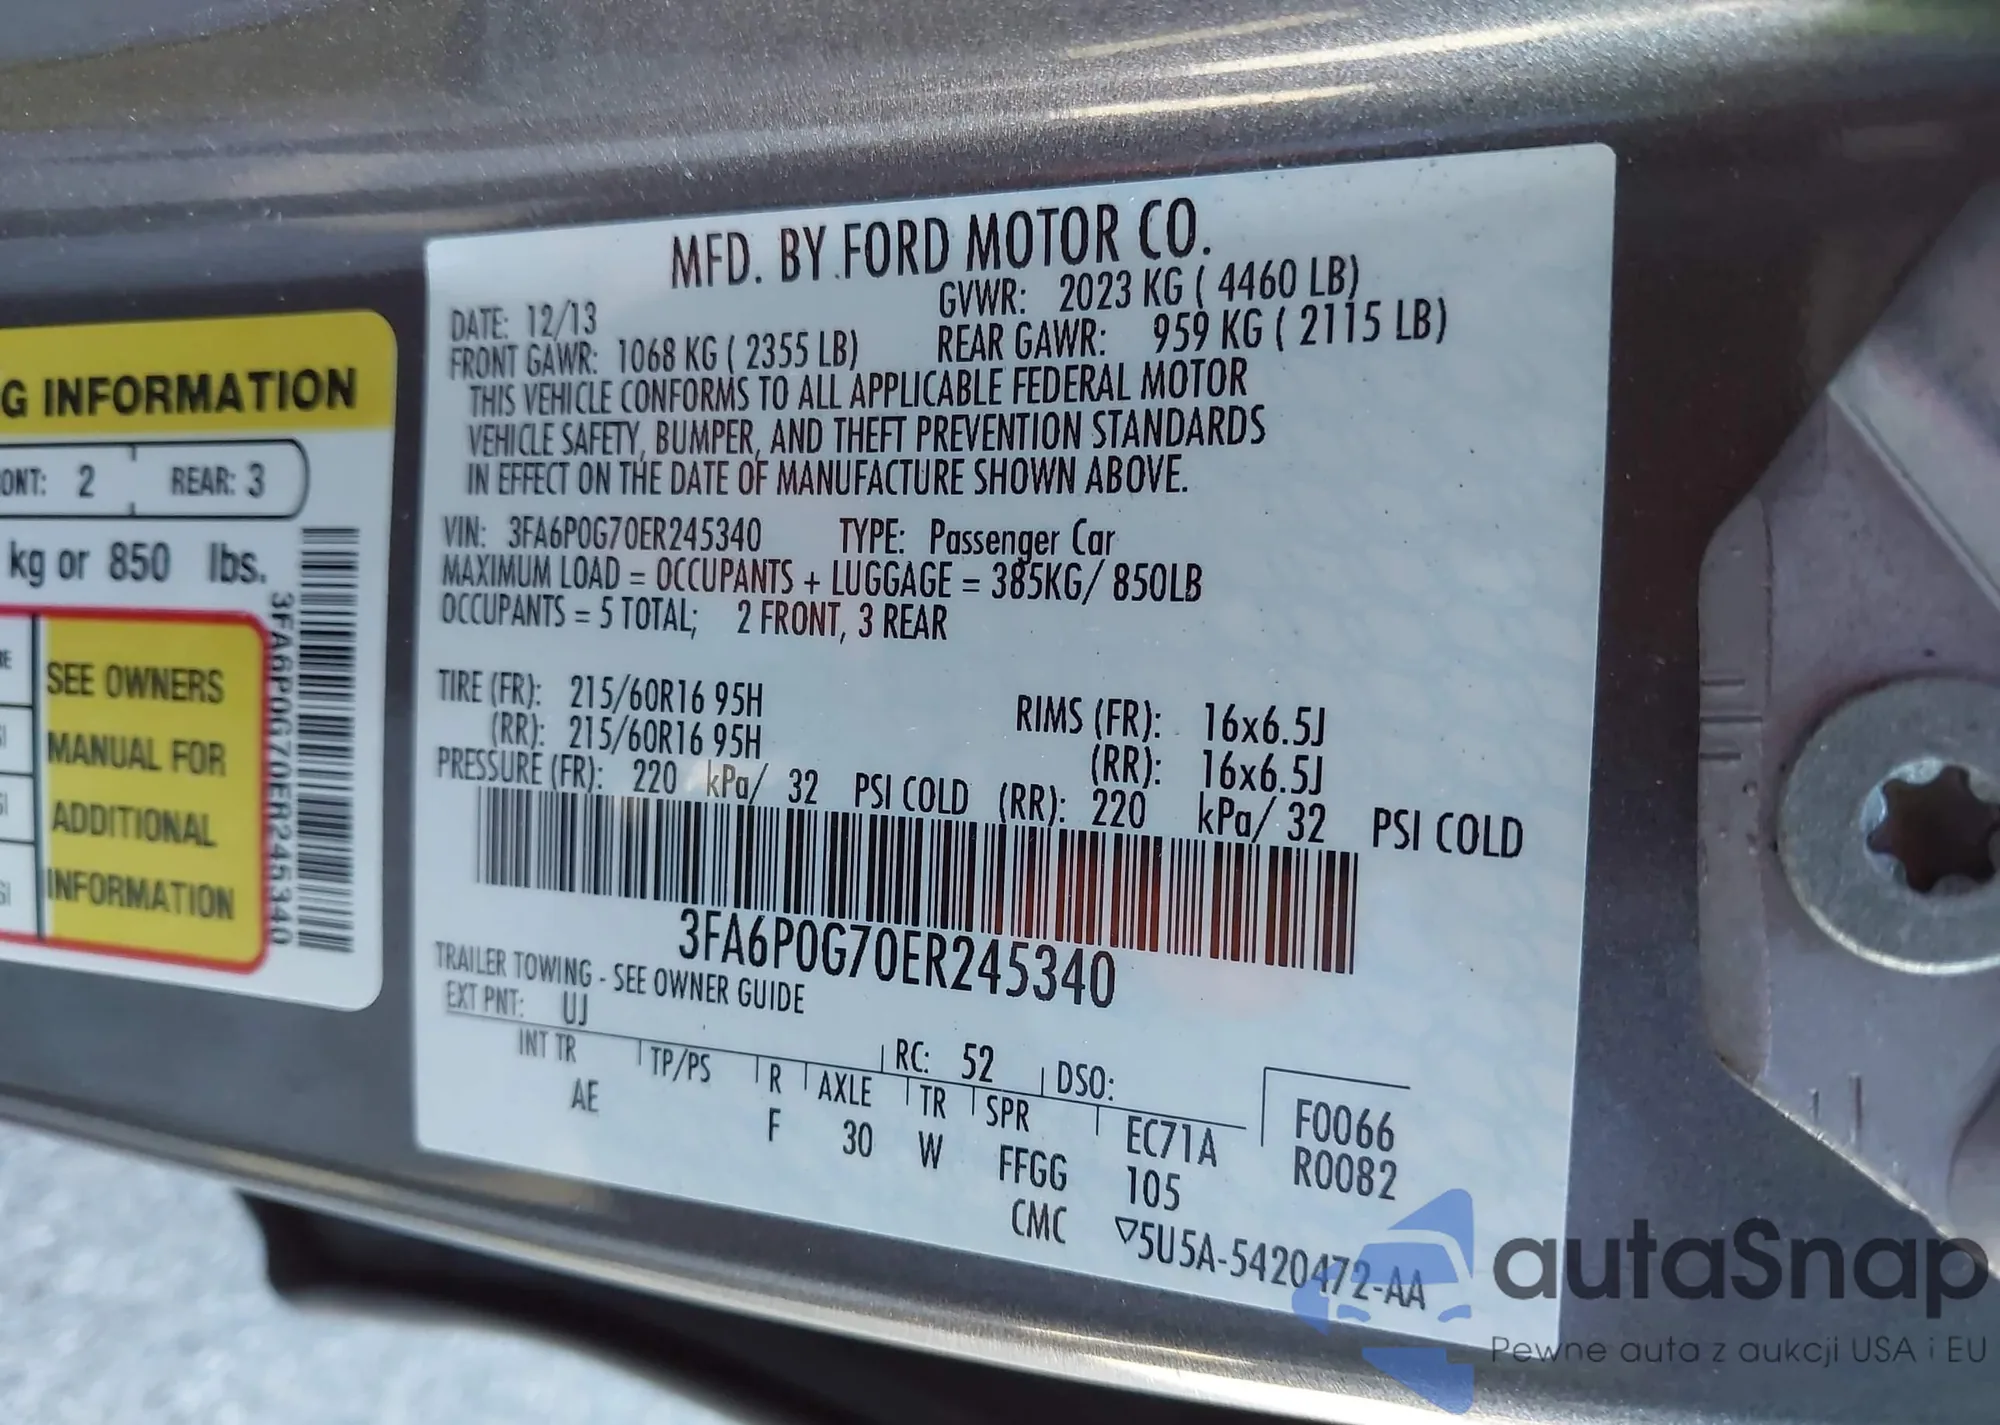 G INFORMATION
ONT: 2 REAR: 3
kg or 850 lbs.
SEE OWNERS
MANUAL FOR
ADDITIONAL
INFORMATION
3FA6P0G70ER245340
MFD. BY FORD MOTOR CO.
DATE: 12/13 GVWR: 2023 KG ( 4460 LB)
FRONT GAWR: 1068 KG ( 2355 LB) REAR GAWR: 959 KG ( 2115 LB)
THIS VEHICLE CONFORMS TO ALL APPLICABLE FEDERAL MOTOR
VEHICLE SAFETY, BUMPER, AND THEFT PREVENTION STANDARDS
IN EFFECT ON THE DATE OF MANUFACTURE SHOWN ABOVE.
VIN: 3FA6P0G70ER245340 TYPE: Passenger Car
MAXIMUM LOAD = OCCUPANTS + LUGGAGE = 385KG/ 850LB
OCCUPANTS = 5 TOTAL; 2 FRONT, 3 REAR
TIRE (FR): 215/60R16 95H RIMS (FR): 16x6.5J
(RR): 215/60R16 95H (RR): 16x6.5J
PRESSURE (FR): 220 kPa/ 32 PSI COLD (RR): 220 kPa/ 32 PSI COLD
3FA6P0G70ER245340
TRAILER TOWING - SEE OWNER GUIDE
EXT PNT: UJ RC: 52 DSO:
INT TR TP/PS R AXLE TR SPR EC71A F0066
AE F 30 W FFGG 105 R0082
CMC ▽5U5A-5420472-AA
autaSnap
Pewne auta z aukcji USA i EU